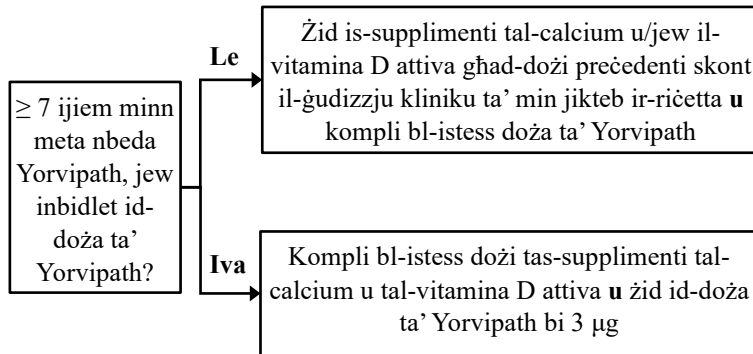 ≥ 7 ijiem minn
meta nbeda
Yorvipath, jew
inbidlet id-
doża ta’
Yorvipath?
Le
Żid is-supplimenti tal-calcium u/jew il-
vitamina D attiva għad-dożi preċedenti skont
il-ġudizzju kliniku ta’ min jikteb ir-riċetta u
kompli bl-istess doża ta’ Yorvipath
Iva
Kompli bl-istess dożi tas-supplimenti tal-
calcium u tal-vitamina D attiva u żid id-doża
ta’ Yorvipath bi 3 μg